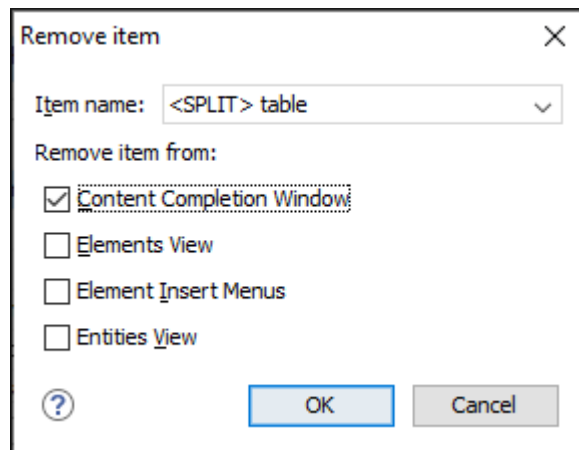 Remove item
Item name: <SPLIT> table
Remove item from:
Content Completion Window
Elements View
Element Insert Menus
Entities View
? OK Cancel